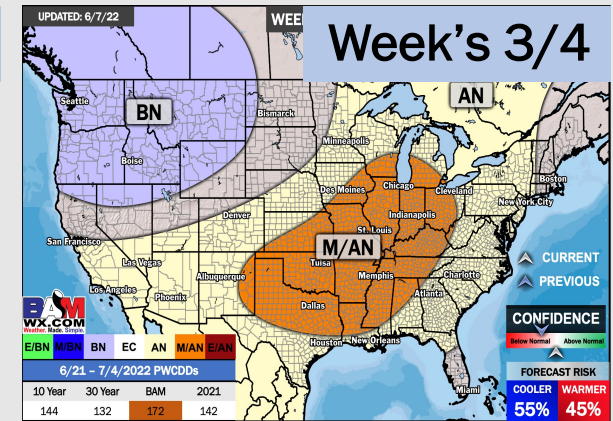 UPDATED: 6/7/22
WEE
Week's 3/4
AN
Seattle
BN
Bismarck
Minneapolis
Boise
Boston
Des Moines
Chicago
Cleveland
New York City
Denver
Indianapolis
San Francisco
St. Louis
M/AN
Las Vegas
Tulsa
CURRENT
Albuquerque
Memphis
Charlotte
PREVIOUS
Los Angeles
Phoenix
Atlanta
Dallas
BAM
WX.COM
Weather. Made. Simple.
CONFIDENCE
Houston
New Orleans
Below Normal
Above Normal
E/BN M/BN BN EC AN M/AN E/AN
6/21 – 7/4/2022 PWCDDs
FORECAST RISK
10 Year 30 Year BAM 2021
Miami
COOLER WARMER
144 132 172 142
55% 45%